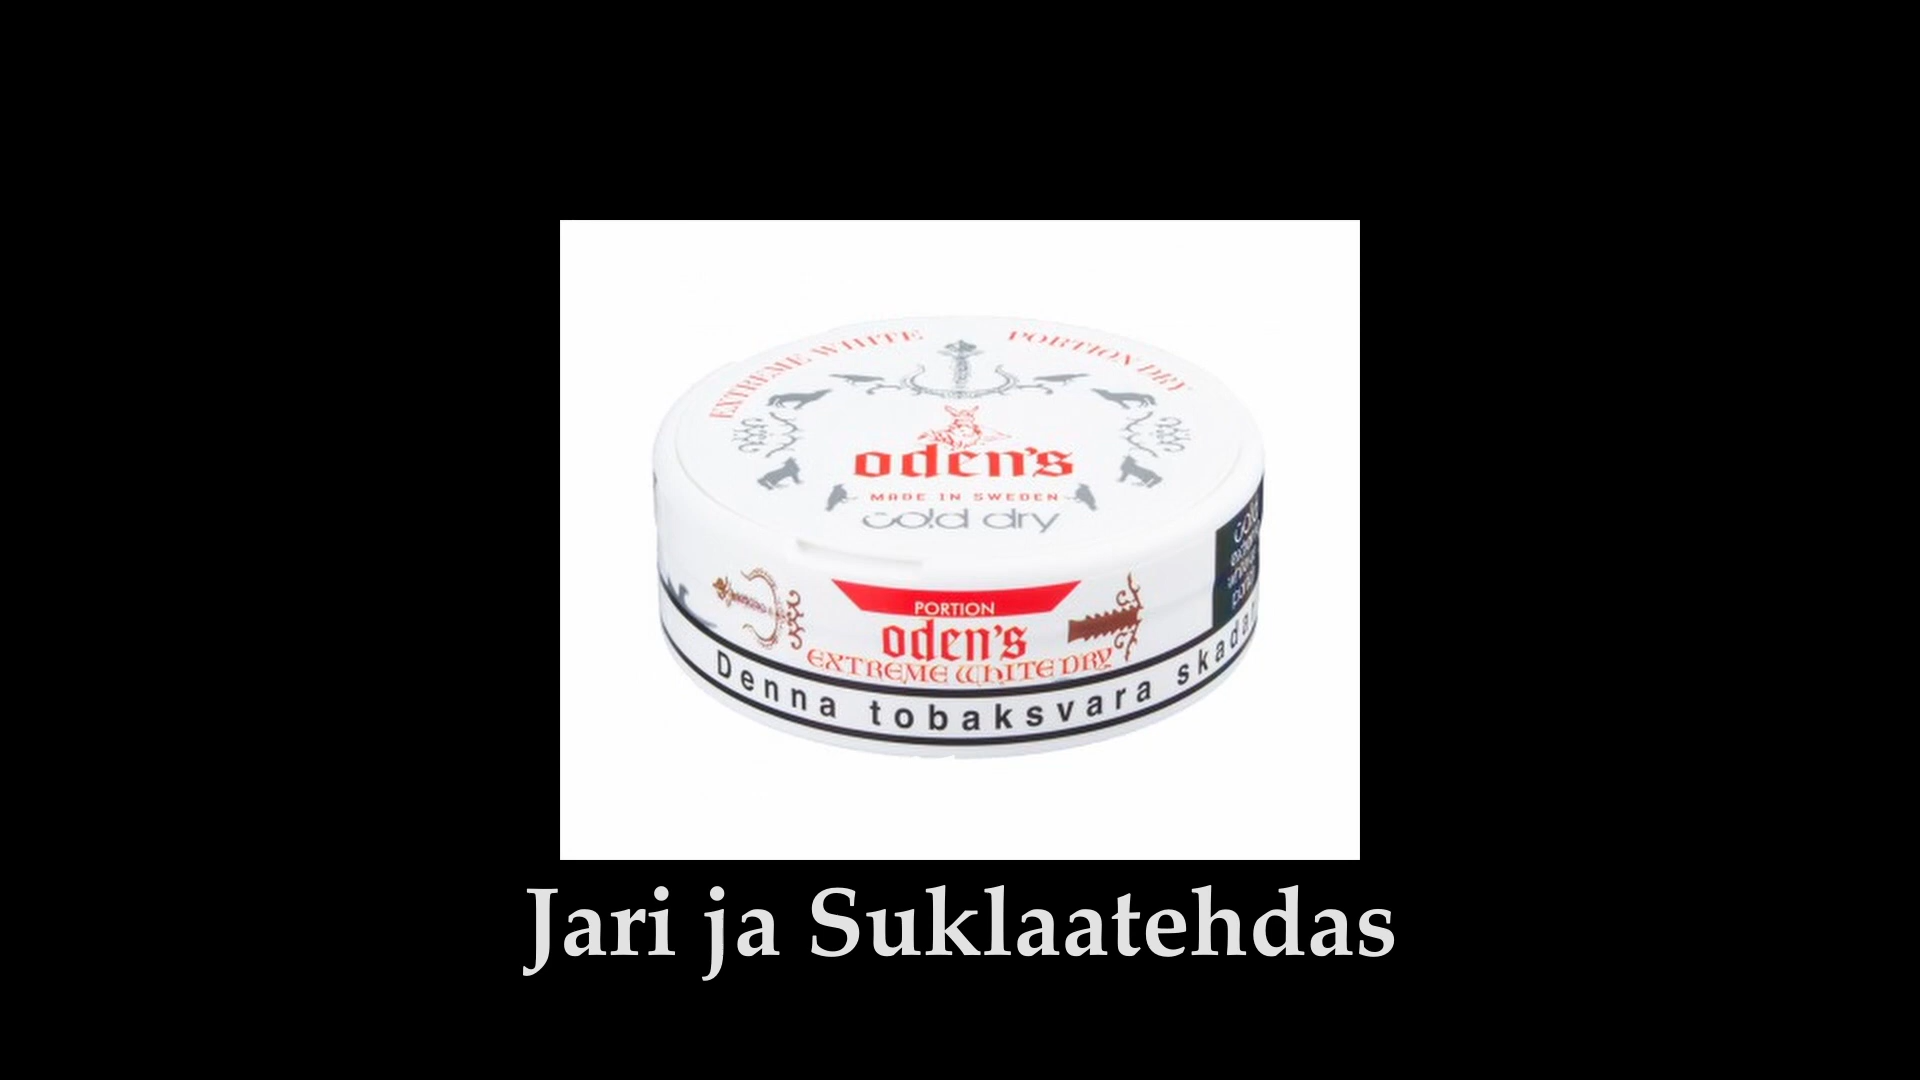 EXTREME WHITE PORTION DRY
oden's
MADE IN SWEDEN
cold dry
PORTION
oden's
EXTREME WHITE DRY
Denna tobaksvara skadar
Jari ja Suklaatehdas